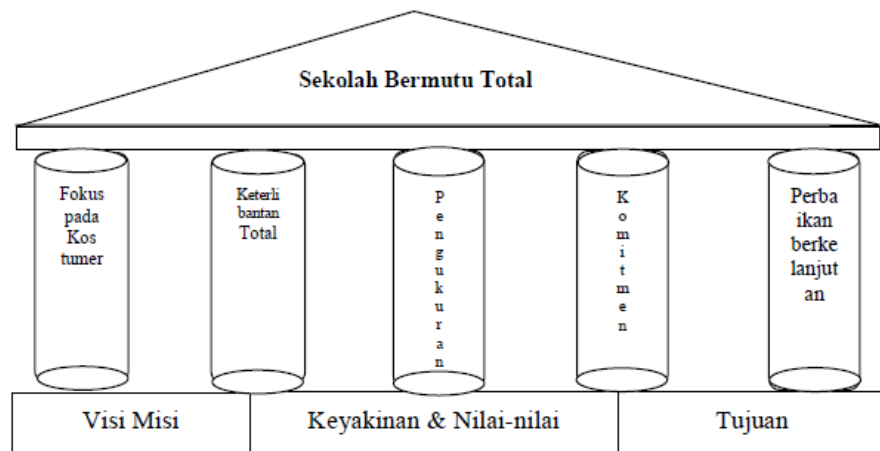 Sekolah Bermutu Total
Fokus
pada
Kos
tumer
Keterli
bantan
Total
P
e
n
g
u
k
u
r
a
n
K
o
m
i
t
m
e
n
Perba
ikan
berke
lanjut
an
Visi Misi
Keyakinan & Nilai-nilai
Tujuan